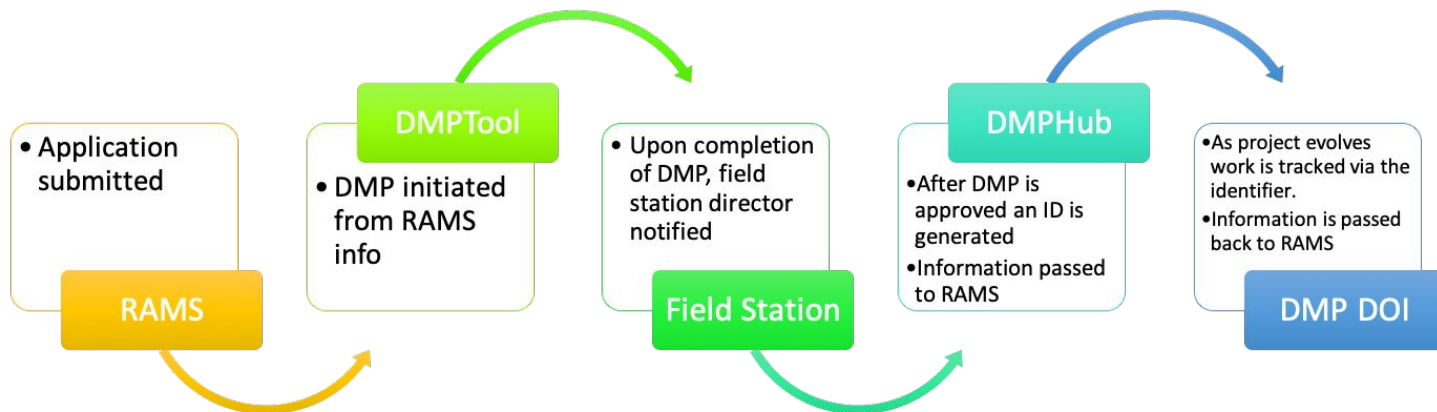 • Application
submitted
RAMS
DMPTool
• DMP initiated
from RAMS
info
• Upon completion
of DMP, field
station director
notified
Field Station
DMPHub
•After DMP is
approved an ID is
generated
•Information passed
to RAMS
•As project evolves
work is tracked via the
identifier.
•Information is passed
back to RAMS
DMP DOI